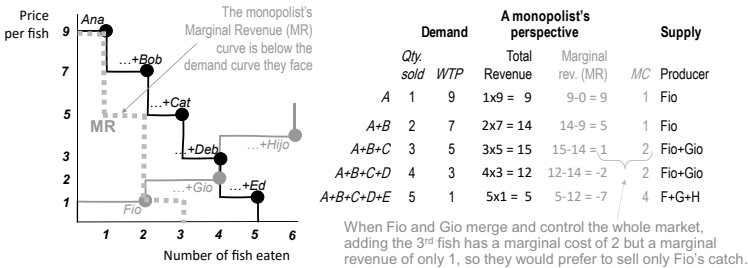 Price
per fish
9
7
5
3
2
1
Ana
…+Bob
…+Cat
…+Deb
…+Ed
…+Hijo
…+Gio
Fio
MR
The monopolist's
Marginal Revenue (MR)
curve is below the
demand curve they face
1 2 3 4 5 6
Number of fish eaten
Demand A monopolist's perspective Supply
Qty. sold WTP Total Revenue Marginal rev. (MR) MC Producer
A 1 9 1x9 = 9 9-0 = 9 1 Fio
A+B 2 7 2x7 = 14 14-9 = 5 1 Fio
A+B+C 3 5 3x5 = 15 15-14 = 1 2 Fio+Gio
A+B+C+D 4 3 4x3 = 12 12-14 = -2 2 Fio+Gio
A+B+C+D+E 5 1 5x1 = 5 5-12 = -7 4 F+G+H
When Fio and Gio merge and control the whole market,
adding the 3rd fish has a marginal cost of 2 but a marginal
revenue of only 1, so they would prefer to sell only Fio's catch.